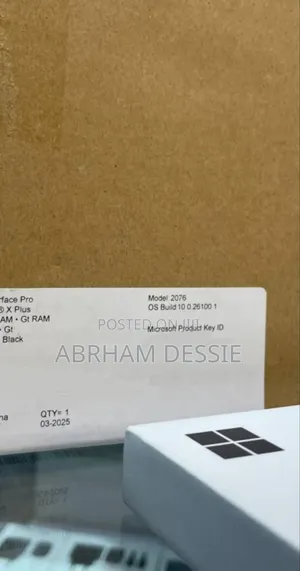 rface Pro
® X Plus
AM • Gt RAM
• Gt
Black
Model 2076
OS Build 10.0.26100.1
Microsoft Product Key ID
POSTED ON JIJI
ABRHAM DESSIE
na
QTY= 1
03-2025